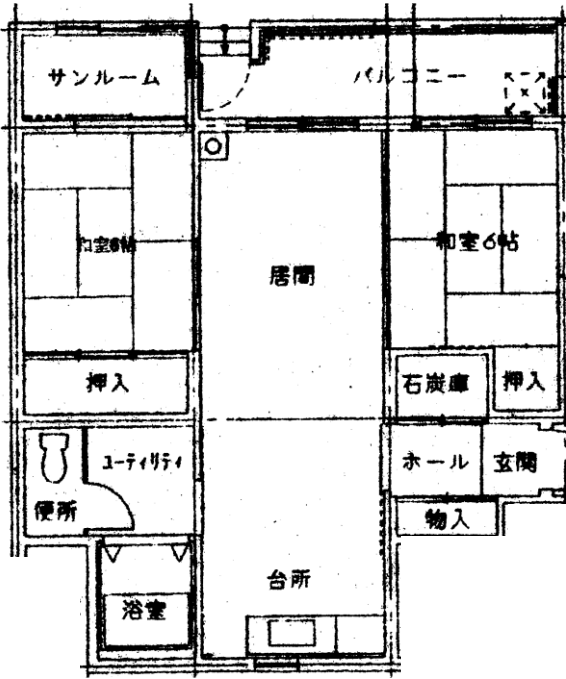 サンルーム
バルコニー
和室6帖
和室6帖
居間
押入
石炭庫
押入
ユーティリティ
ホール
玄関
便所
物入
台所
浴室